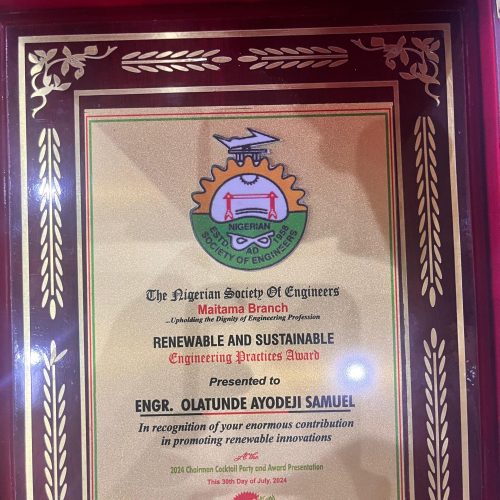 NIGERIAN
ESTD. AD 1958
SOCIETY OF ENGINEERS
The Nigerian Society Of Engineers
Maitama Branch
...Upholding the Dignity of Engineering Profession
RENEWABLE AND SUSTAINABLE
Engineering Practices Award
Presented to
ENGR. OLATUNDE AYODEJI SAMUEL
In recognition of your enormous contribution
in promoting renewable innovations
At the
2024 Chairman Cocktail Party and Award Presentation
This 30th Day of July, 2024